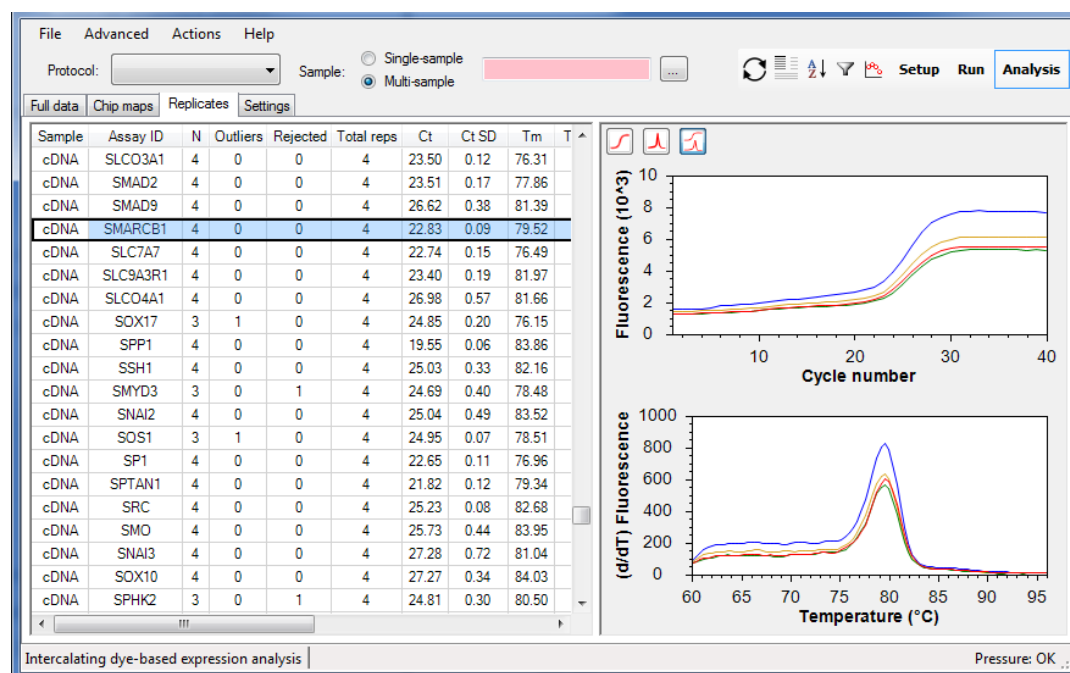 File Advanced Actions Help
Protocol: Sample: Single-sample
Multi-sample
... Setup Run Analysis
Full data Chip maps Replicates Settings
Sample Assay ID N Outliers Rejected Total reps Ct Ct SD Tm T
cDNA SLCO3A1 4 0 0 4 23.50 0.12 76.31
cDNA SMAD2 4 0 0 4 23.51 0.17 77.86
cDNA SMAD9 4 0 0 4 26.62 0.38 81.39
cDNA SMARCB1 4 0 0 4 22.83 0.09 79.52
cDNA SLC7A7 4 0 0 4 22.74 0.15 76.49
cDNA SLC9A3R1 4 0 0 4 23.40 0.19 81.97
cDNA SLCO4A1 4 0 0 4 26.98 0.57 81.66
cDNA SOX17 3 1 0 4 24.85 0.20 76.15
cDNA SPP1 4 0 0 4 19.55 0.06 83.86
cDNA SSH1 4 0 0 4 25.03 0.33 82.16
cDNA SMYD3 3 0 1 4 24.69 0.40 78.48
cDNA SNAI2 4 0 0 4 25.04 0.49 83.52
cDNA SOS1 3 1 0 4 24.95 0.07 78.51
cDNA SP1 4 0 0 4 22.65 0.11 76.96
cDNA SPTAN1 4 0 0 4 21.82 0.12 79.34
cDNA SRC 4 0 0 4 25.23 0.08 82.68
cDNA SMO 4 0 0 4 25.73 0.44 83.95
cDNA SNAI3 4 0 0 4 27.28 0.72 81.04
cDNA SOX10 4 0 0 4 27.27 0.34 84.03
cDNA SPHK2 3 0 1 4 24.81 0.30 80.50
Fluorescence (10^3)
10
8
6
4
2
0
10 20 30 40
Cycle number
(d/dT) Fluorescence
1000
800
600
400
200
0
60 65 70 75 80 85 90 95
Temperature (°C)
Intercalating dye-based expression analysis Pressure: OK